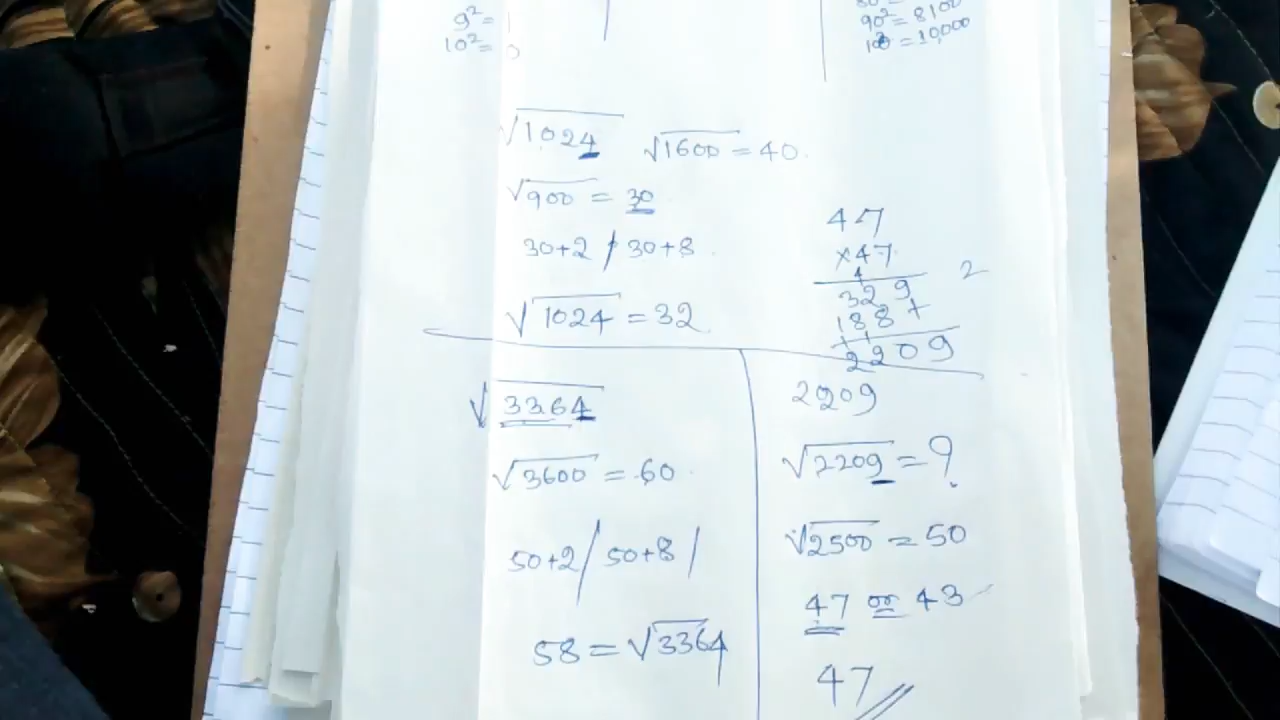 9² =
10² =
90² = 8100
= 10,000
√1024
√1600 = 40.
√900 = 30
30+2 / 30+8
√1024 = 32
47
×47
4
329
2
188+
2209
√3364
√3600 = 60
50+2 / 50+8 /
58 = √3364
2209
√2209 = ?
√2500 = 50
47 or 43
47 //